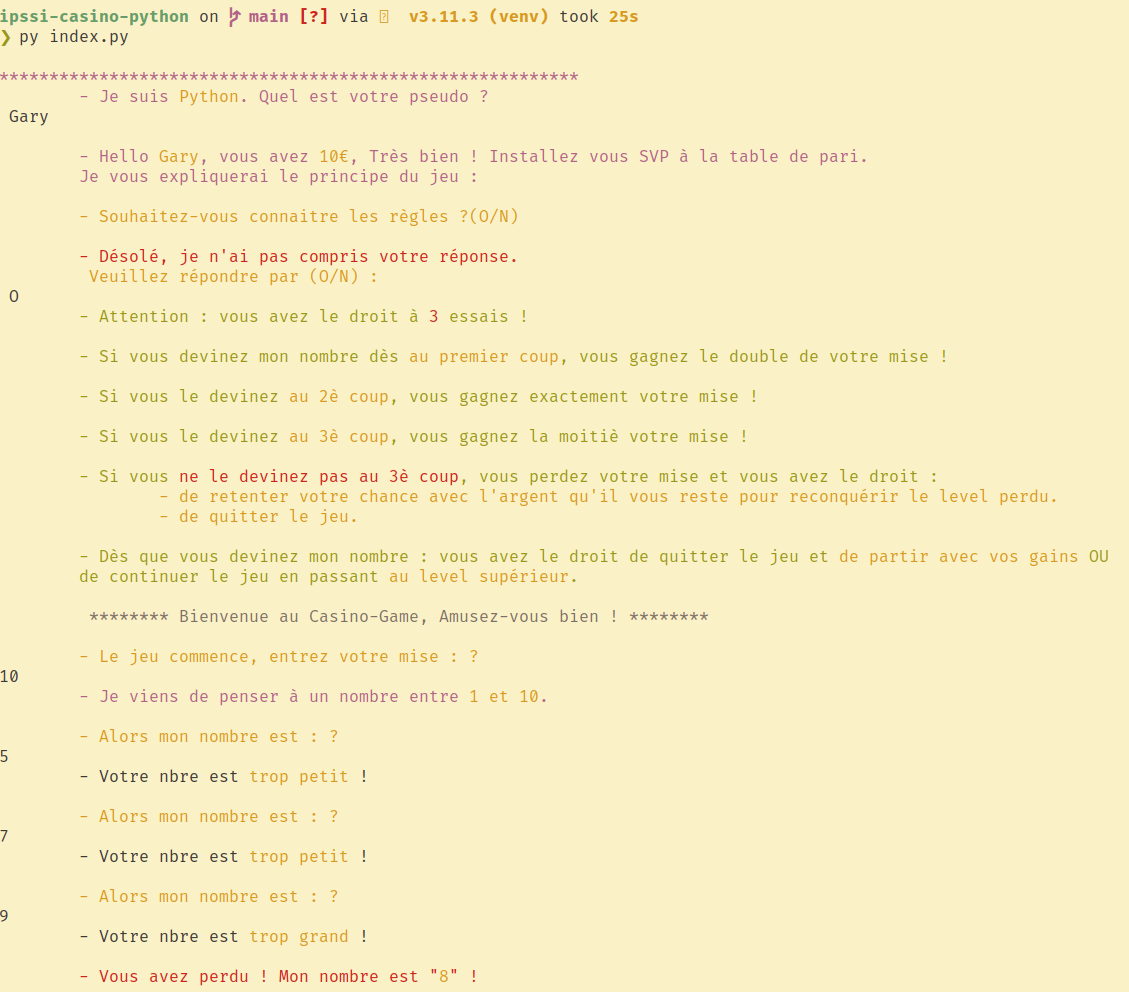 ipssi-casino-python on main [?] via v3.11.3 (venv) took 25s
❯ py index.py
**********************************************************
- Je suis Python. Quel est votre pseudo ?
Gary
- Hello Gary, vous avez 10€, Très bien ! Installez vous SVP à la table de pari.
Je vous expliquerai le principe du jeu :
- Souhaitez-vous connaitre les règles ?(O/N)
- Désolé, je n'ai pas compris votre réponse.
Veuillez répondre par (O/N) :
O
- Attention : vous avez le droit à 3 essais !
- Si vous devinez mon nombre dès au premier coup, vous gagnez le double de votre mise !
- Si vous le devinez au 2è coup, vous gagnez exactement votre mise !
- Si vous le devinez au 3è coup, vous gagnez la moitiè votre mise !
- Si vous ne le devinez pas au 3è coup, vous perdez votre mise et vous avez le droit :
- de retenter votre chance avec l'argent qu'il vous reste pour reconquérir le level perdu.
- de quitter le jeu.
- Dès que vous devinez mon nombre : vous avez le droit de quitter le jeu et de partir avec vos gains OU
de continuer le jeu en passant au level supérieur.
******** Bienvenue au Casino-Game, Amusez-vous bien ! ********
- Le jeu commence, entrez votre mise : ?
10
- Je viens de penser à un nombre entre 1 et 10.
- Alors mon nombre est : ?
5
- Votre nbre est trop petit !
- Alors mon nombre est : ?
7
- Votre nbre est trop petit !
- Alors mon nombre est : ?
9
- Votre nbre est trop grand !
- Vous avez perdu ! Mon nombre est "8" !